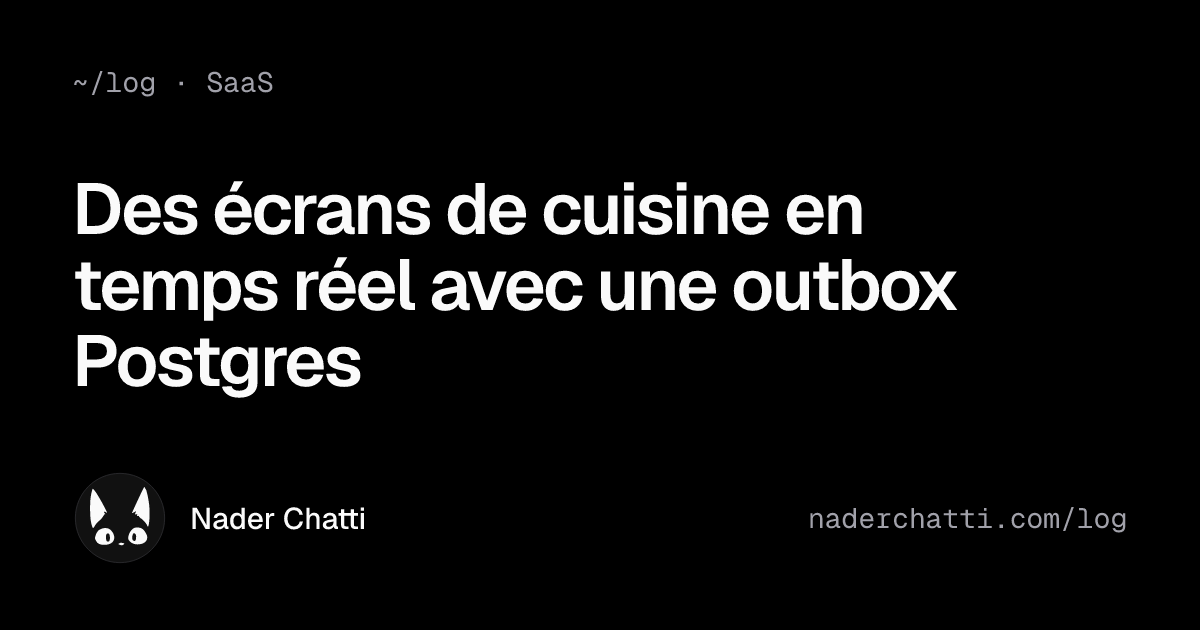 ~/log · SaaS
Des écrans de cuisine en
temps réel avec une outbox
Postgres
Nader Chatti
naderchatti.com/log